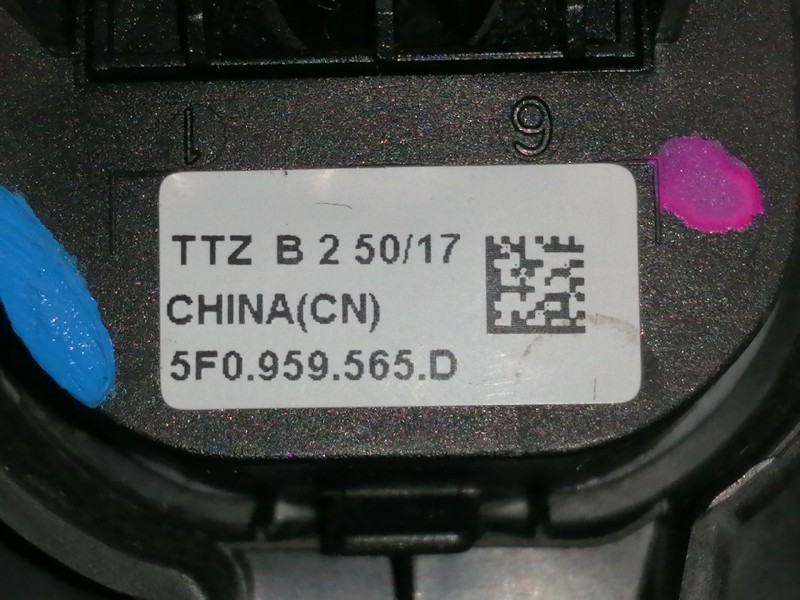 1 9
TTZ B 2 50/17
CHINA(CN)
5F0.959.565.D